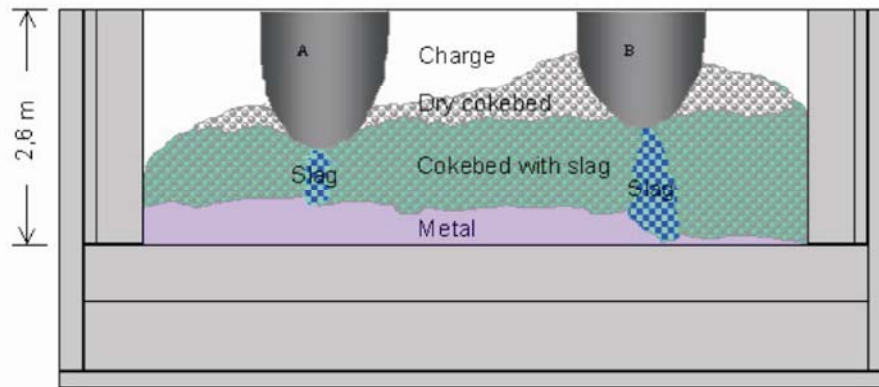 A
B
Charge
Dry cokebed
2,6 m
Slag
Cokebed with slag
Slag
Metal